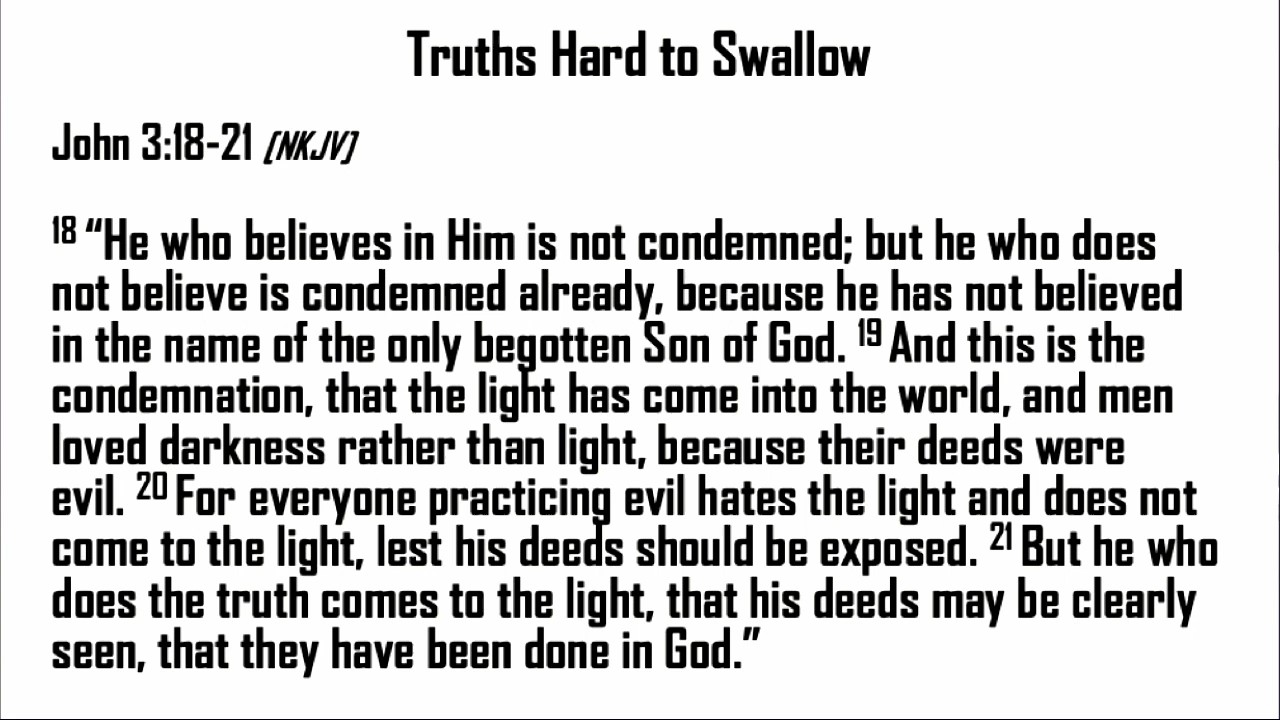 Truths Hard to Swallow
John 3:18-21 [NKJV]
18 “He who believes in Him is not condemned; but he who does
not believe is condemned already, because he has not believed
in the name of the only begotten Son of God. 19 And this is the
condemnation, that the light has come into the world, and men
loved darkness rather than light, because their deeds were
evil. 20 For everyone practicing evil hates the light and does not
come to the light, lest his deeds should be exposed. 21 But he who
does the truth comes to the light, that his deeds may be clearly
seen, that they have been done in God.”